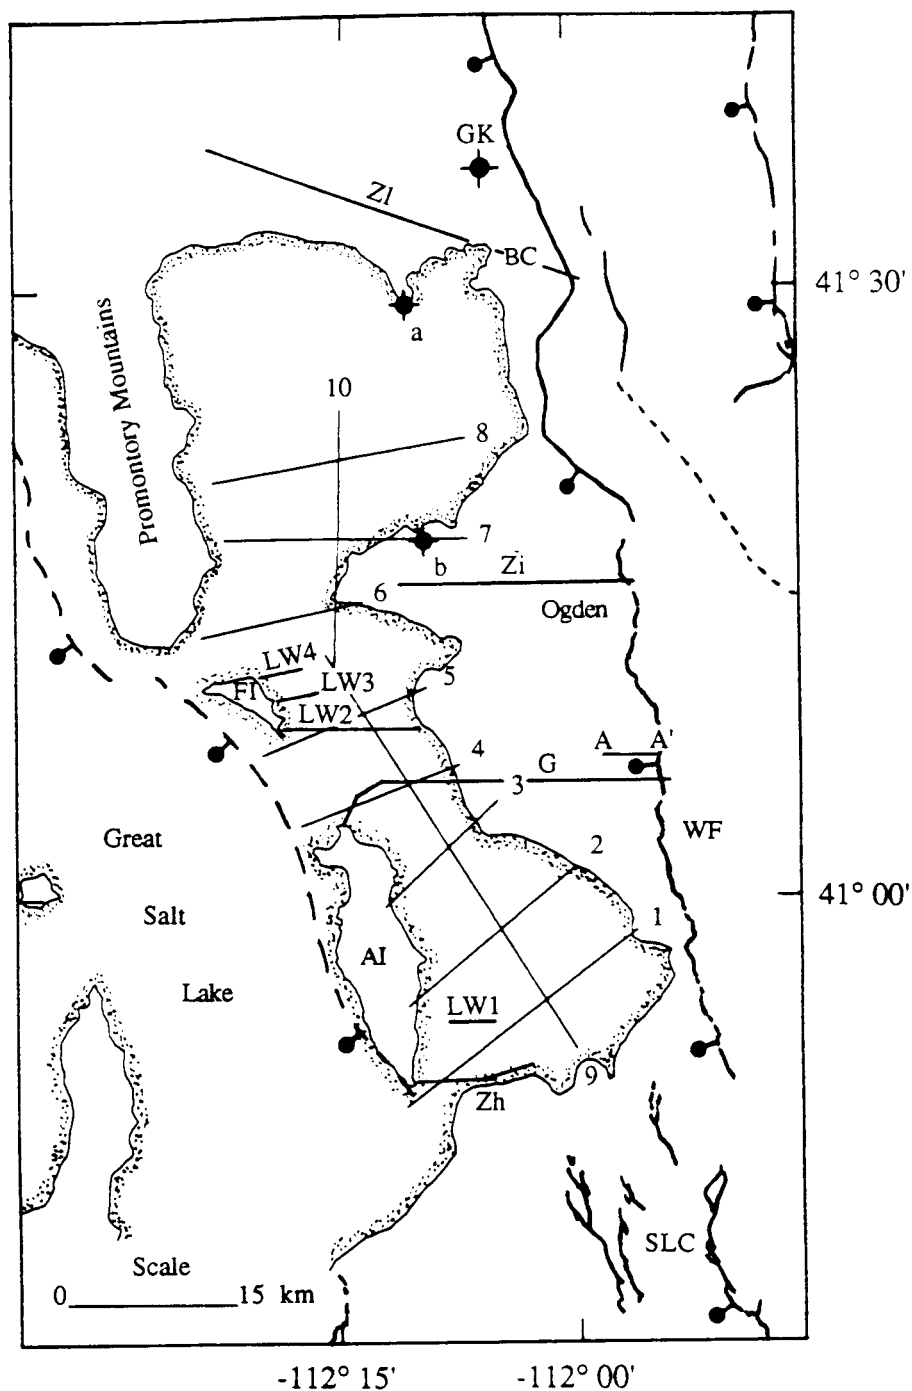 GK
Zl
BC
41° 30'
a
Promontory Mountains
10
8
7
b
Zi
6
Ogden
LW4
FI
LW3
5
LW2
A A'
4
G
3
Great
WF
2
41° 00'
Salt
1
AI
Lake
LW1
9
Zh
SLC
Scale
0 15 km
-112° 15'
-112° 00'